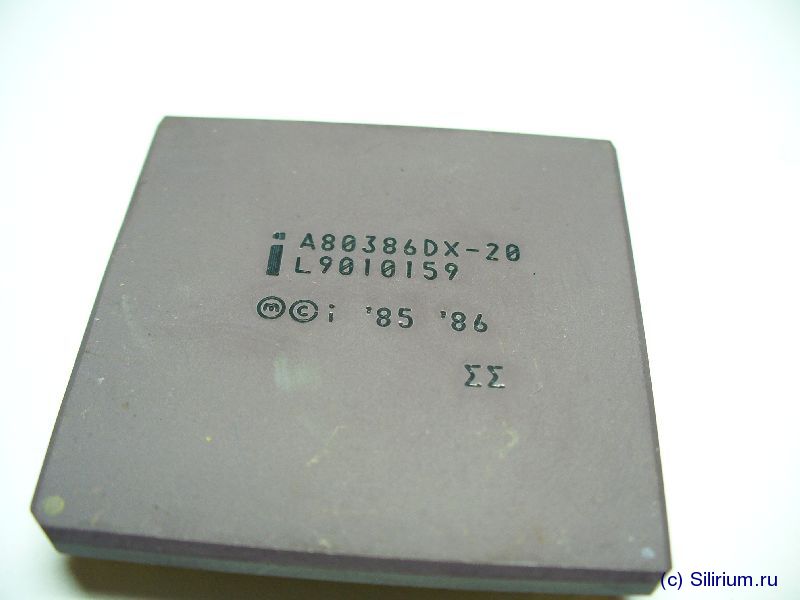 i A80386DX-20
L9010159
Ⓜ © i '85 '86
ΣΣ
(c) Silirium.ru